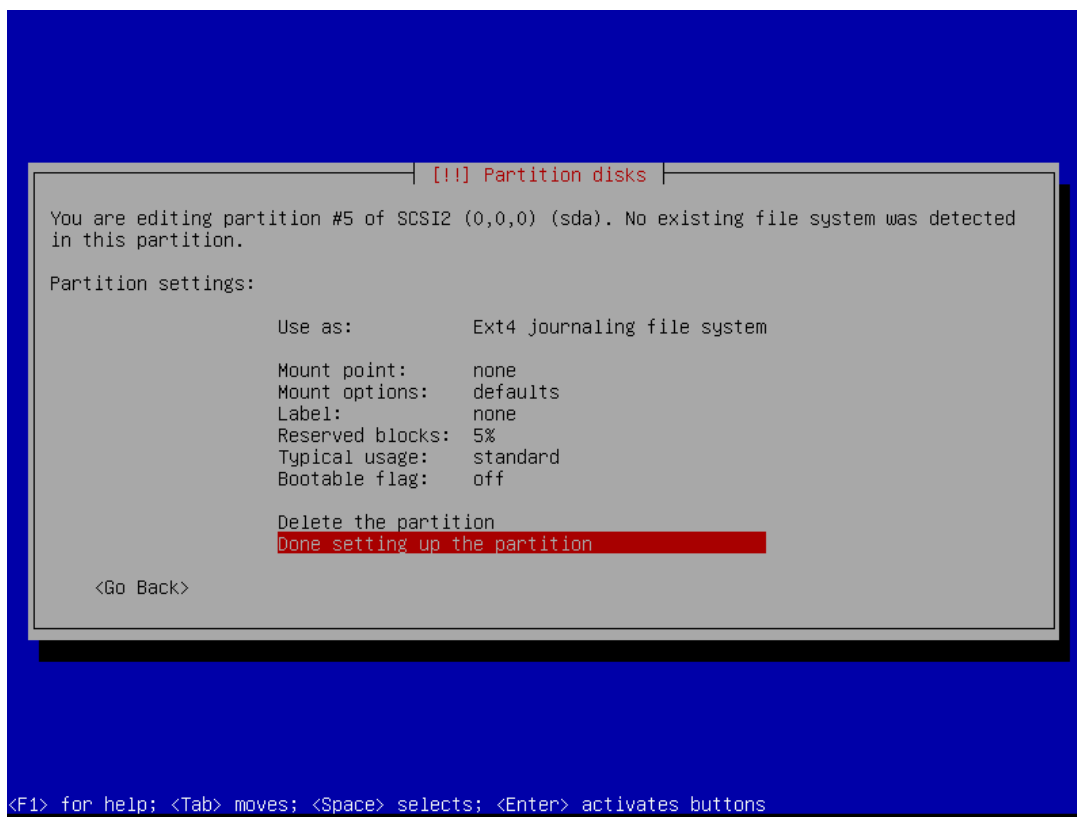 [!!] Partition disks
You are editing partition #5 of SCSI2 (0,0,0) (sda). No existing file system was detected
in this partition.
Partition settings:
Use as: Ext4 journaling file system
Mount point: none
Mount options: defaults
Label: none
Reserved blocks: 5%
Typical usage: standard
Bootable flag: off
Delete the partition
Done setting up the partition
<Go Back>
<F1> for help; <Tab> moves; <Space> selects; <Enter> activates buttons